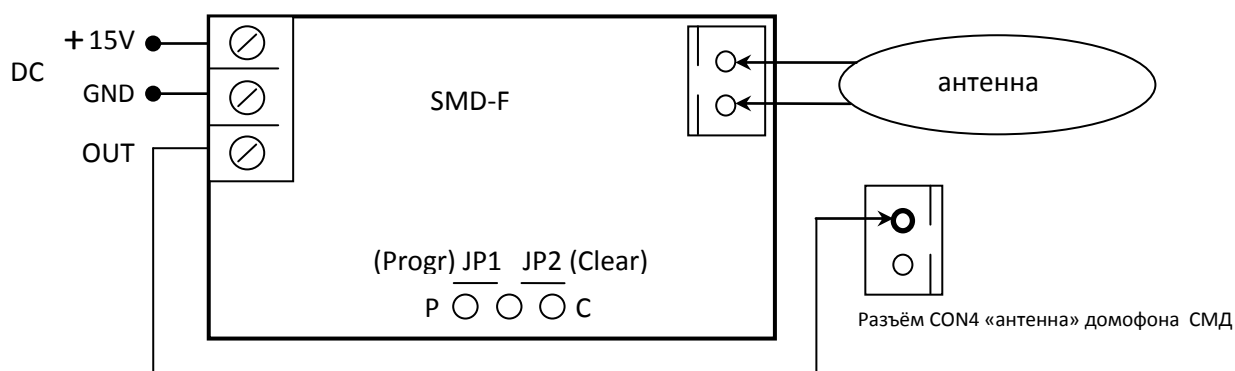 + 15V
DC
GND
OUT
SMD-F
антенна
(Progr) JP1 JP2 (Clear)
P C
Разъём CON4 «антенна» домофона СМД